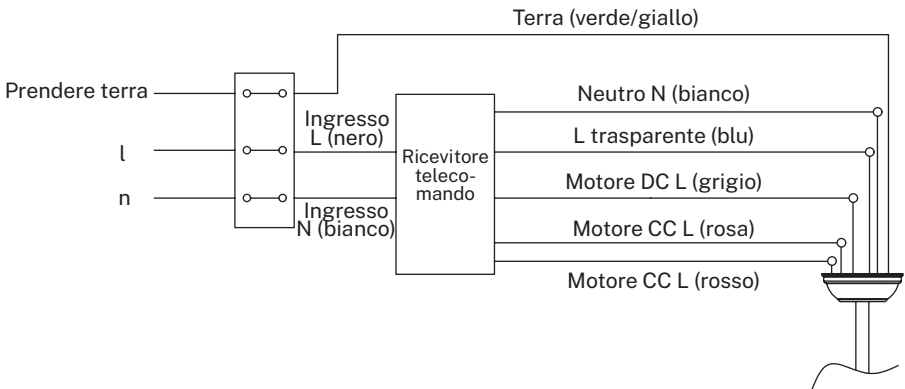 Terra (verde/giallo)
Prendere terra
l
n
Ingresso
L (nero)
Ingresso
N (bianco)
Ricevitore
teleco-
mando
Neutro N (bianco)
L trasparente (blu)
Motore DC L (grigio)
Motore CC L (rosa)
Motore CC L (rosso)